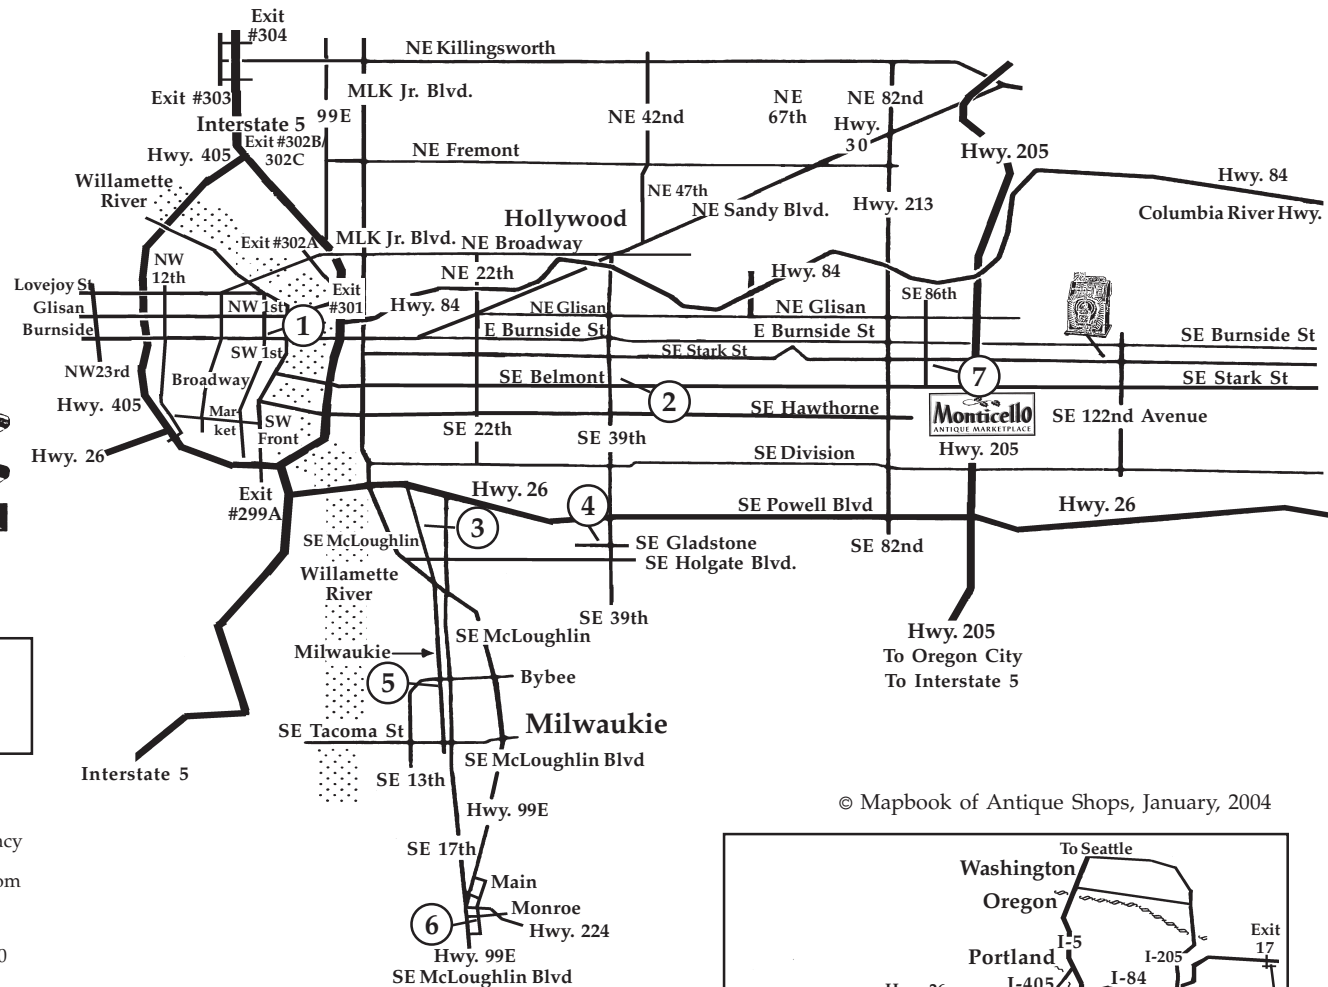 Exit
#304
NE Killingsworth
Exit #303
MLK Jr. Blvd.
99E
NE 42nd
NE
67th
NE 82nd
Hwy.
30
Interstate 5
Exit #302B/
302C
Hwy. 405
NE Fremont
Hwy. 205
Willamette
River
NE 47th
Hwy. 84
Columbia River Hwy.
NE Sandy Blvd.
Hwy. 213
Hollywood
Exit #302A
MLK Jr. Blvd.
NE Broadway
NW
12th
NE 22th
Hwy. 84
Lovejoy St
Glisan
Burnside
NW 1st
Exit
#301
Hwy. 84
NE Glisan
NE Glisan
SE 86th
1
E Burnside St
E Burnside St
SE Burnside St
SW 1st
SE Stark St
NW23rd
Broadway
SE Belmont
7
SE Stark St
Hwy. 405
Mar-
ket
SW
Front
2
SE Hawthorne
Monticello
ANTIQUE MARKETPLACE
SE 122nd Avenue
SE 22th
SE 39th
Hwy. 26
SE Division
Hwy. 205
Exit
#299A
Hwy. 26
4
SE Powell Blvd
Hwy. 26
3
SE McLoughlin
SE Gladstone
SE 82nd
SE Holgate Blvd.
Willamette
River
SE 39th
SE McLoughlin
Hwy. 205
To Oregon City
To Interstate 5
Milwaukie
5
Bybee
Milwaukie
SE Tacoma St
SE McLoughlin Blvd
Interstate 5
SE 13th
Hwy. 99E
© Mapbook of Antique Shops, January, 2004
SE 17th
Main
Monroe
6
Hwy. 224
Hwy. 99E
SE McLoughlin Blvd
To Seattle
Washington
Oregon
Exit
17
I-5
Portland
I-205
I-405
I-84